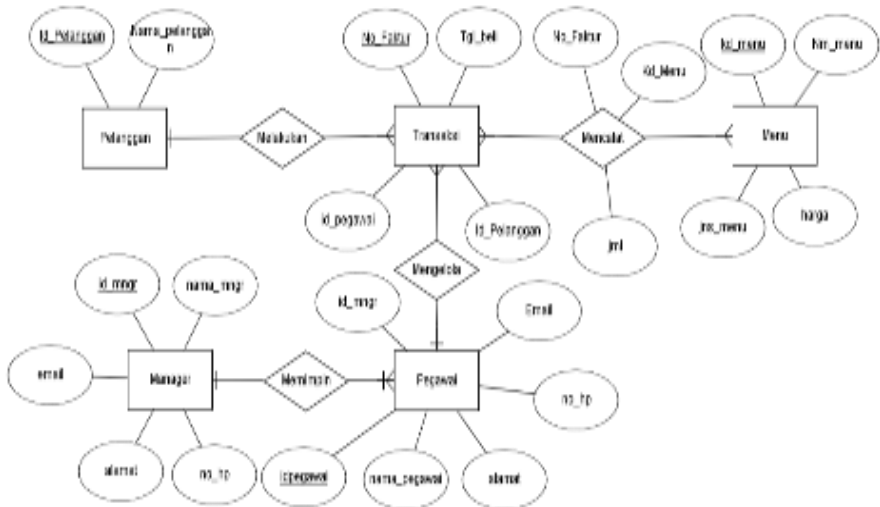 Id_Pelanggan
Nama_pelangga
n
No_Faktur
Tgl_beli
No_Faktur
Kd_Menu
kd_menu
Nm_menu
Pelanggan
Melakukan
Transaksi
Mencatat
Menu
id_pegawai
Id_Pelanggan
jml
jns_menu
harga
Mengelola
id_mngr
nama_mngr
id_mngr
Email
email
Manager
Memimpin
Pegawai
no_hp
alamat
no_hp
idpegawai
nama_pegawai
alamat